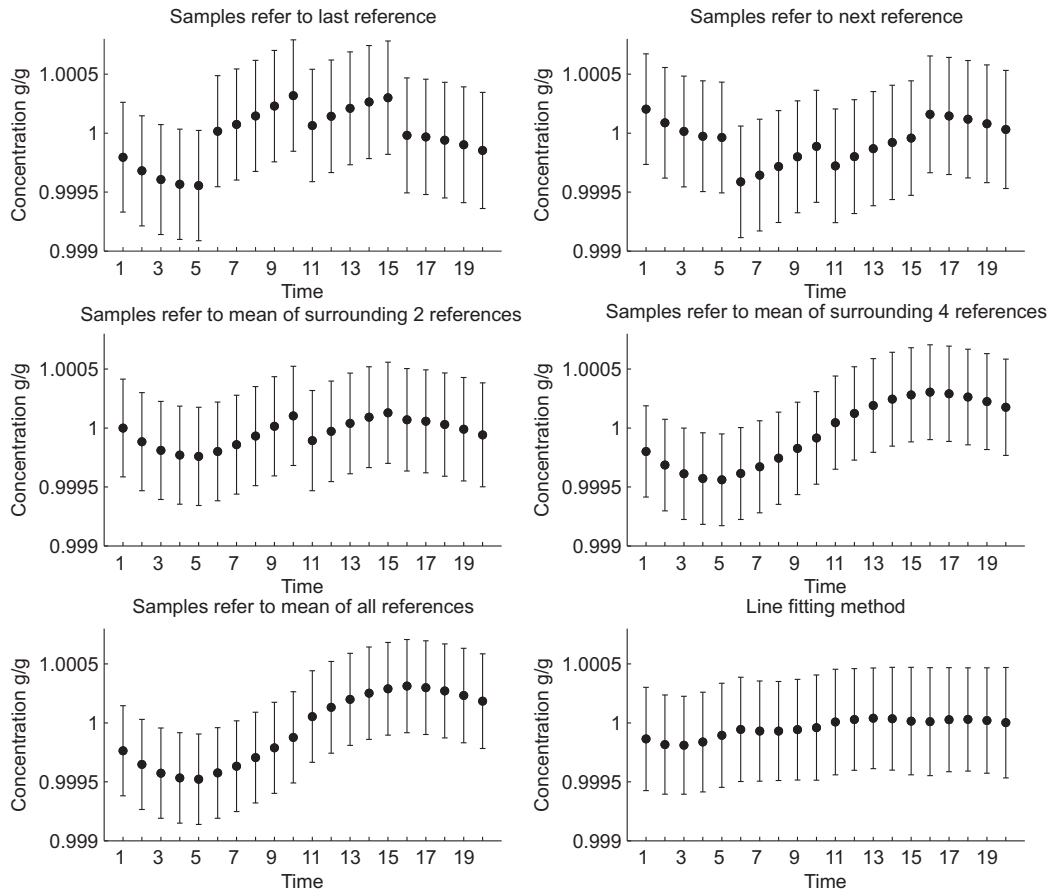 Samples refer to last reference
Concentration g/g
1.0005
1
0.9995
0.999
1 3 5 7 9 11 13 15 17 19
Time
Samples refer to next reference
Concentration g/g
1.0005
1
0.9995
0.999
1 3 5 7 9 11 13 15 17 19
Time
Samples refer to mean of surrounding 2 references
Concentration g/g
1.0005
1
0.9995
0.999
1 3 5 7 9 11 13 15 17 19
Time
Samples refer to mean of surrounding 4 references
Concentration g/g
1.0005
1
0.9995
0.999
1 3 5 7 9 11 13 15 17 19
Time
Samples refer to mean of all references
Concentration g/g
1.0005
1
0.9995
0.999
1 3 5 7 9 11 13 15 17 19
Time
Line fitting method
Concentration g/g
1.0005
1
0.9995
0.999
1 3 5 7 9 11 13 15 17 19
Time